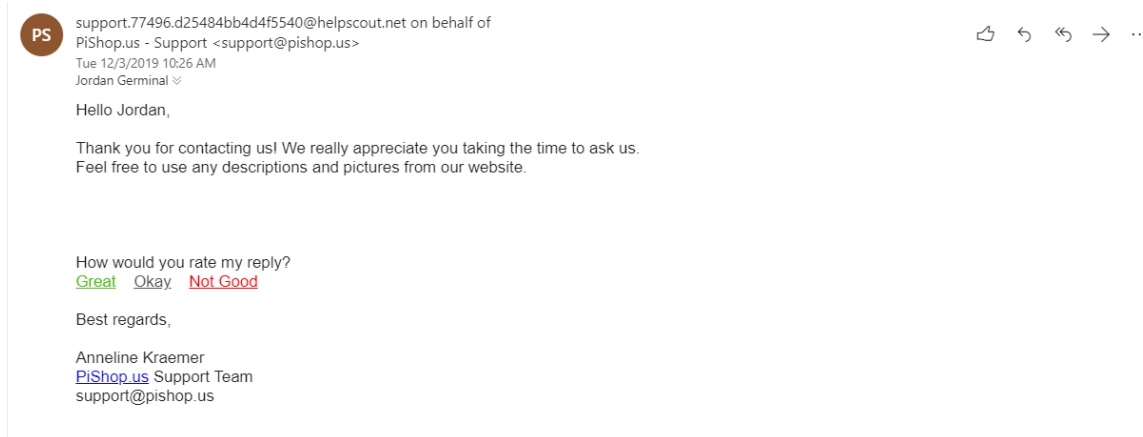 PS
support.77496.d25484bb4d4f5540@helpscout.net on behalf of
PiShop.us - Support <support@pishop.us>
Tue 12/3/2019 10:26 AM
Jordan Germinal
Hello Jordan,
Thank you for contacting us! We really appreciate you taking the time to ask us.
Feel free to use any descriptions and pictures from our website.
How would you rate my reply?
Great Okay Not Good
Best regards,
Anneline Kraemer
PiShop.us Support Team
support@pishop.us